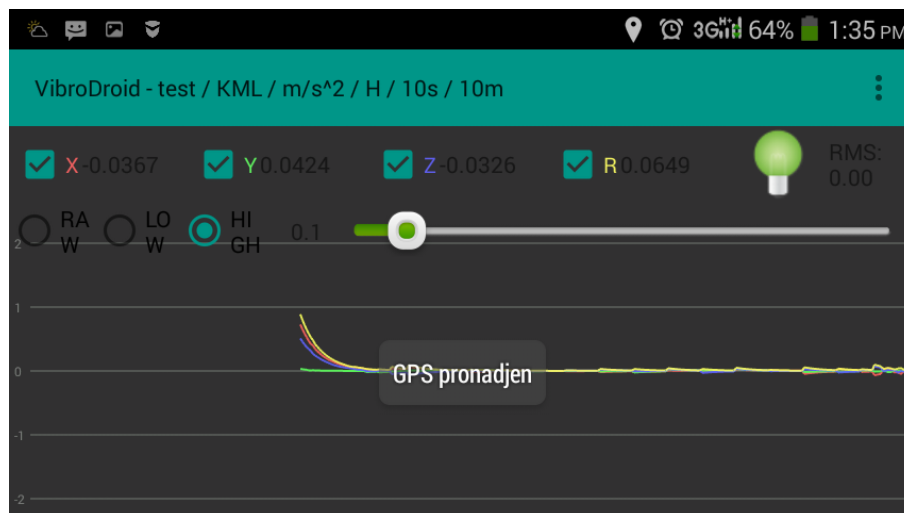 3G H+ 64% 1:35 PM
VibroDroid - test / KML / m/s^2 / H / 10s / 10m
X -0.0367 Y 0.0424 Z -0.0326 R 0.0649 RMS:
0.00
RA LO HI 0.1
W W GH
2
1
0
GPS pronadjen
-1
-2